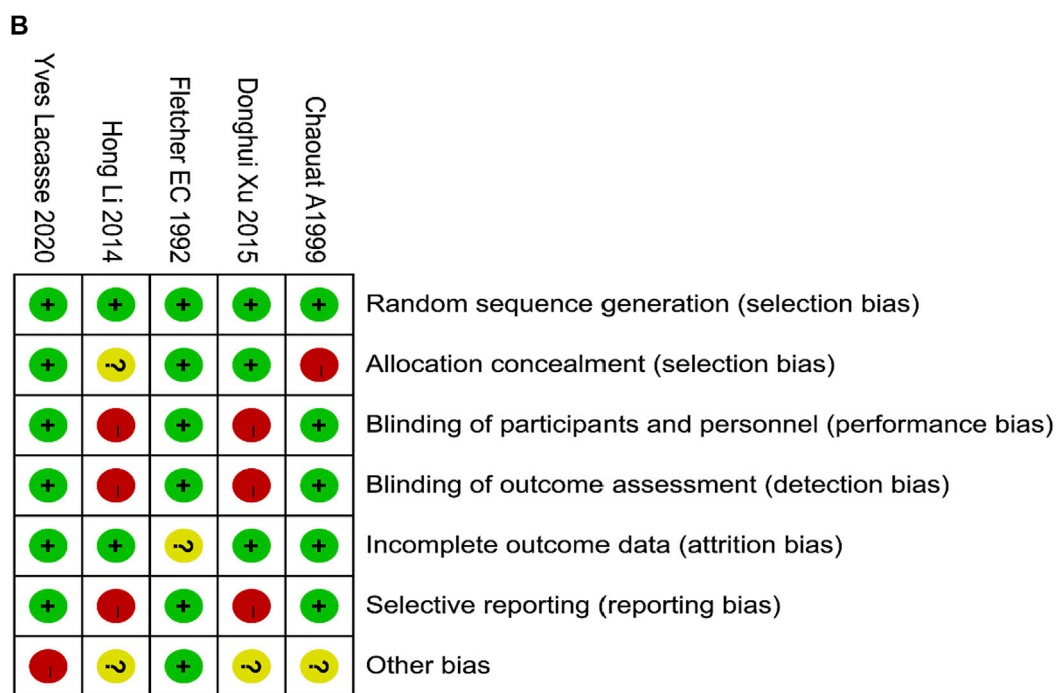 B
Yves Lacasse 2020
Hong Li 2014
Fletcher EC 1992
Donghui Xu 2015
Chaouat A1999
+ + + + + Random sequence generation (selection bias)
+ ? + + – Allocation concealment (selection bias)
+ – + – + Blinding of participants and personnel (performance bias)
+ – + – + Blinding of outcome assessment (detection bias)
+ + ? + + Incomplete outcome data (attrition bias)
+ – + – + Selective reporting (reporting bias)
– ? + ? ? Other bias